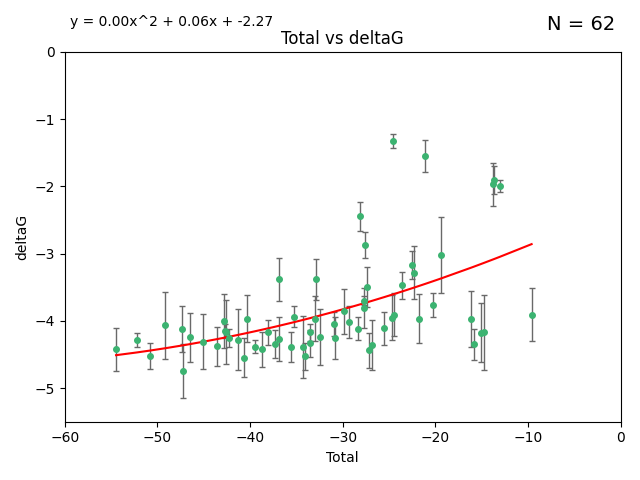 y = 0.00x^2 + 0.06x + -2.27
N = 62
Total vs deltaG
0
−1
−2
−3
−4
−5
deltaG
−60 −50 −40 −30 −20 −10 0
Total